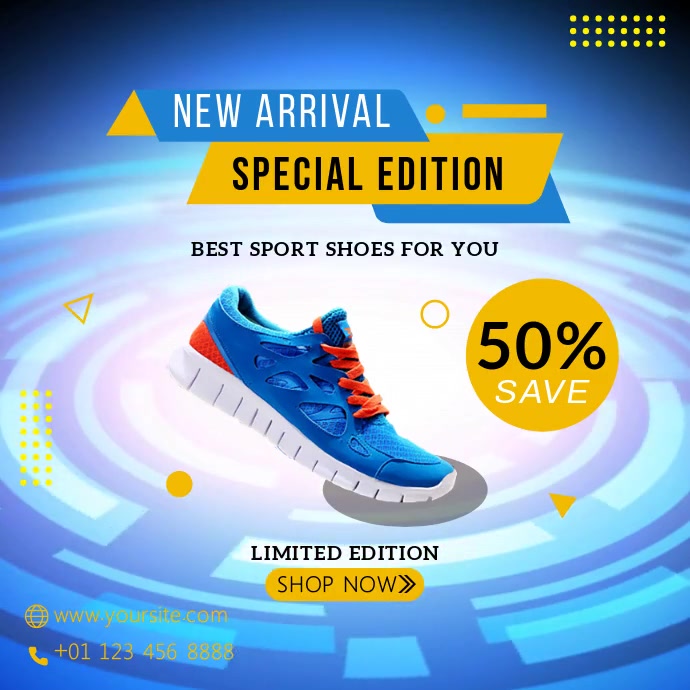 NEW ARRIVAL
SPECIAL EDITION
BEST SPORT SHOES FOR YOU
50%
SAVE
LIMITED EDITION
SHOP NOW
www.yoursite.com
+01 123 456 8888